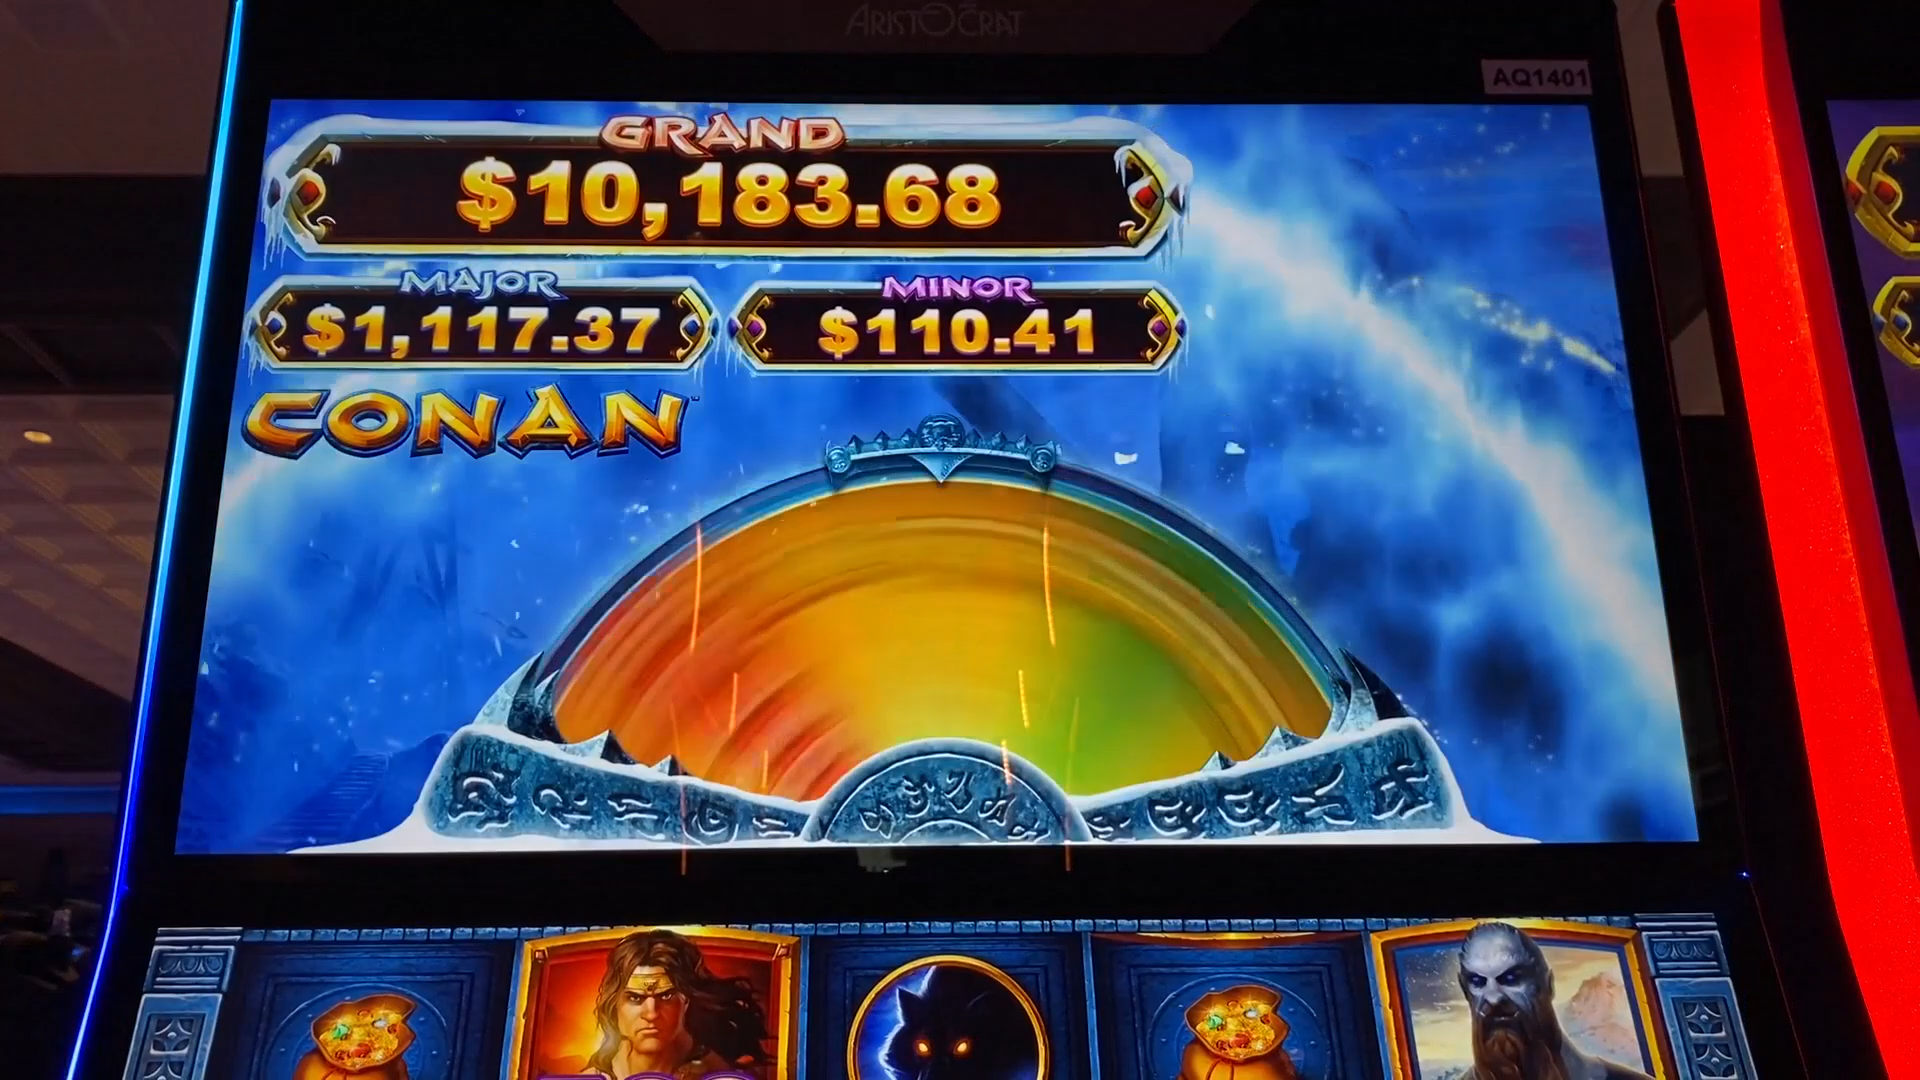 ARISTOCRAT
AQ1401
GRAND
$10,183.68
MAJOR
$1,117.37
MINOR
$110.41
CONAN